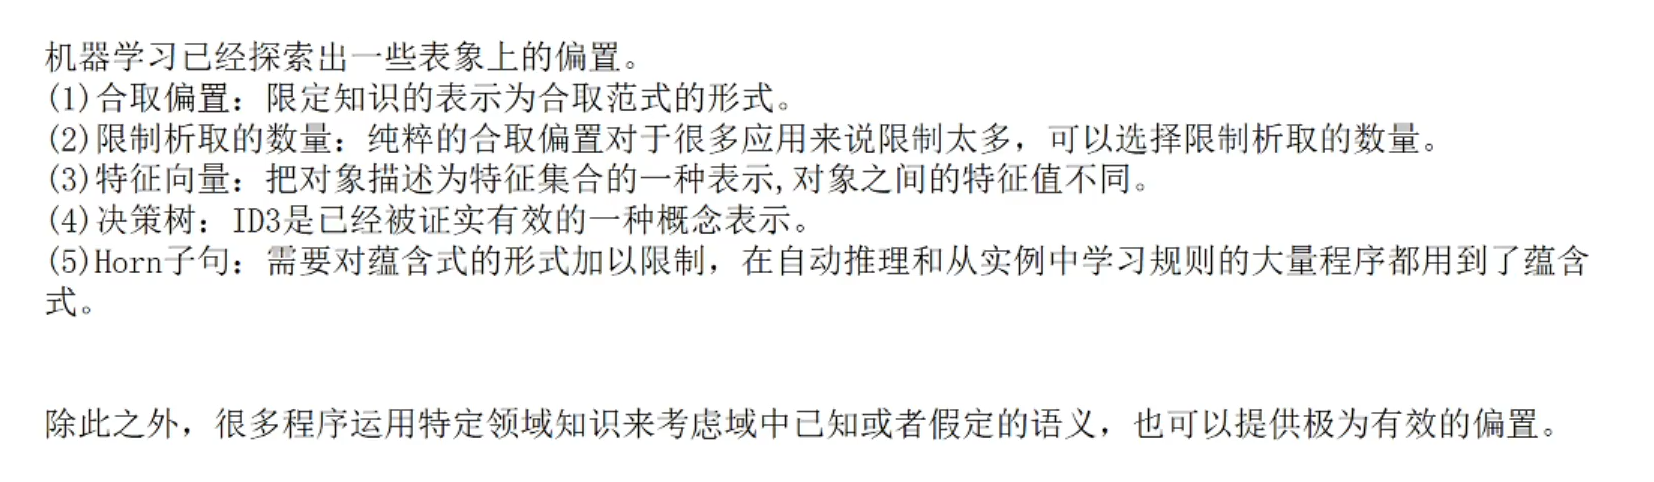 机器学习已经探索出一些表象上的偏置。
(1)合取偏置：限定知识的表示为合取范式的形式。
(2)限制析取的数量：纯粹的合取偏置对于很多应用来说限制太多，可以选择限制析取的数量。
(3)特征向量：把对象描述为特征集合的一种表示,对象之间的特征值不同。
(4)决策树：ID3是已经被证实有效的一种概念表示。
(5)Horn子句：需要对蕴含式的形式加以限制，在自动推理和从实例中学习规则的大量程序都用到了蕴含
式。
除此之外，很多程序运用特定领域知识来考虑域中已知或者假定的语义，也可以提供极为有效的偏置。